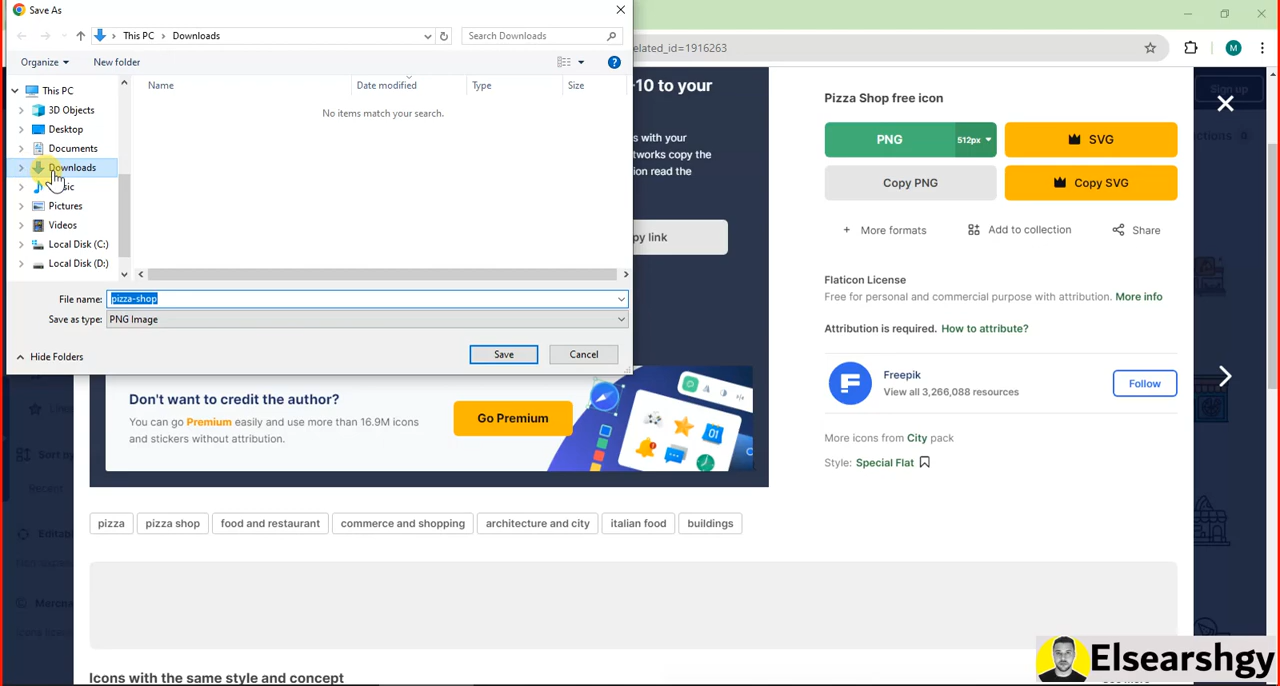 Save As
This PC
Downloads
Search Downloads
Organize
New folder
This PC
3D Objects
Desktop
Documents
Downloads
Pictures
Videos
Local Disk (C:)
Local Disk (D:)
Name
Date modified
Type
Size
No items match your search.
File name:
pizza-shop
Save as type:
PNG Image
Hide Folders
Save
Cancel
elated_id=1916263
M
-10 to your
s with your
tworks copy the
ion read the
py link
Sign up
Pizza Shop free icon
PNG
512px
SVG
Copy PNG
Copy SVG
More formats
Add to collection
Share
Flaticon License
Free for personal and commercial purpose with attribution. More info
Attribution is required. How to attribute?
Freepik
View all 3,266,088 resources
Follow
More icons from City pack
Style: Special Flat
Don't want to credit the author?
You can go Premium easily and use more than 16.9M icons
and stickers without attribution.
Go Premium
01
pizza
pizza shop
food and restaurant
commerce and shopping
architecture and city
italian food
buildings
Icons with the same style and concept
Elsearshgy